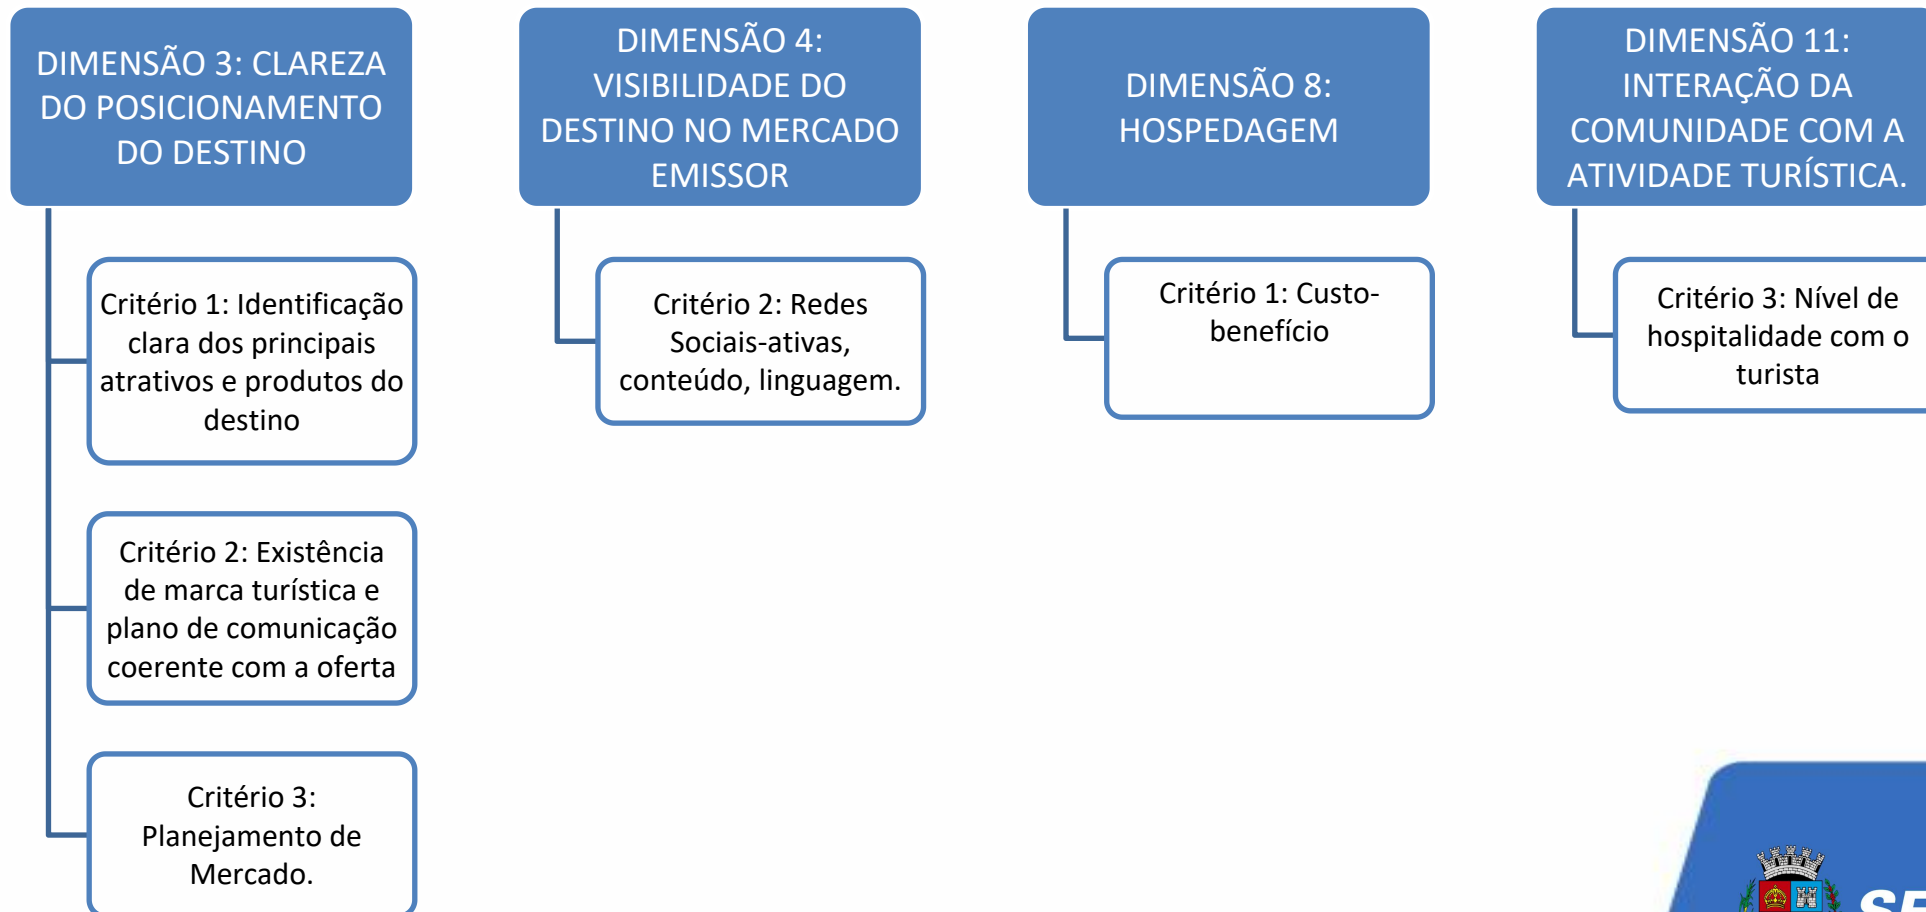 DIMENSÃO 3: CLAREZA
DO POSICIONAMENTO
DO DESTINO
Critério 1: Identificação
clara dos principais
atrativos e produtos do
destino
Critério 2: Existência
de marca turística e
plano de comunicação
coerente com a oferta
Critério 3:
Planejamento de
Mercado.
DIMENSÃO 4:
VISIBILIDADE DO
DESTINO NO MERCADO
EMISSOR
Critério 2: Redes
Sociais-ativas,
conteúdo, linguagem.
DIMENSÃO 8:
HOSPEDAGEM
Critério 1: Custo-
benefício
DIMENSÃO 11:
INTERAÇÃO DA
COMUNIDADE COM A
ATIVIDADE TURÍSTICA.
Critério 3: Nível de
hospitalidade com o
turista